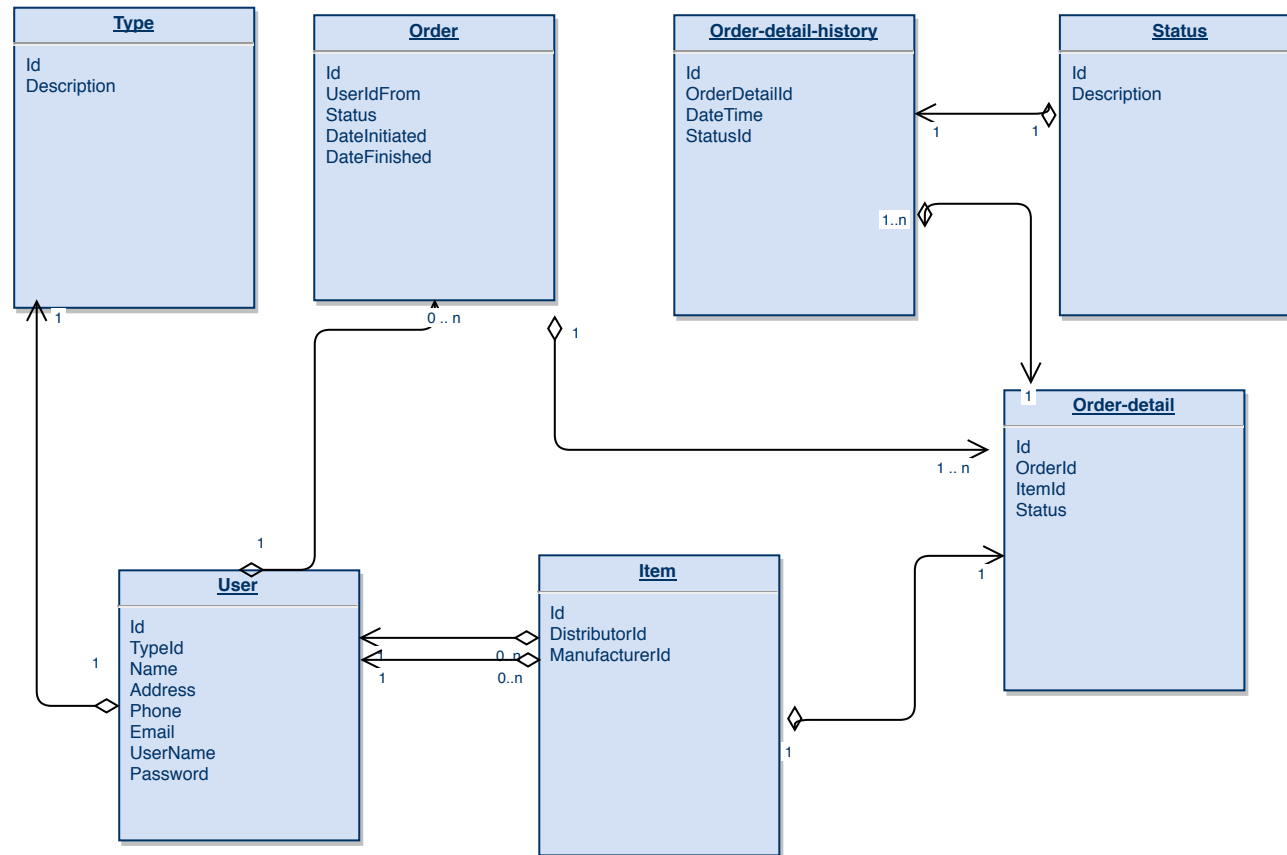 Type
Id
Description
1
Order
Id
UserIdFrom
Status
DateInitiated
DateFinished
0 .. n
1
Order-detail-history
Id
OrderDetailId
DateTime
StatusId
1
1
1..n
Status
Id
Description
1
Order-detail
Id
OrderId
ItemId
Status
1 .. n
1
1
User
Id
TypeId
Name
Address
Phone
Email
UserName
Password
1
1
0..n
1
0..n
Item
Id
DistributorId
ManufacturerId
1